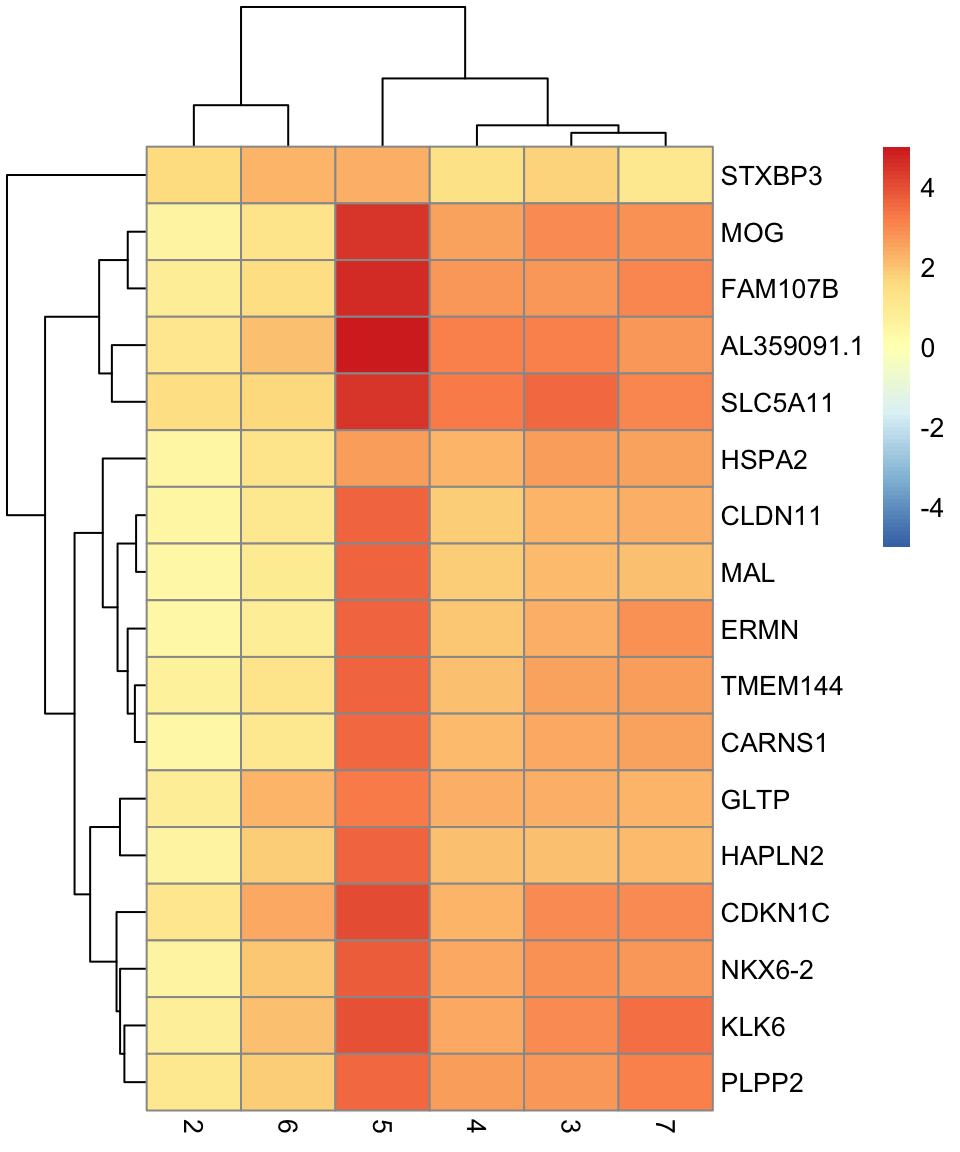 STXBP3
MOG
FAM107B
AL359091.1
SLC5A11
HSPA2
CLDN11
MAL
ERMN
TMEM144
CARNS1
GLTP
HAPLN2
CDKN1C
NKX6-2
KLK6
PLPP2
2 6 5 4 3 7
4
2
0
-2
-4